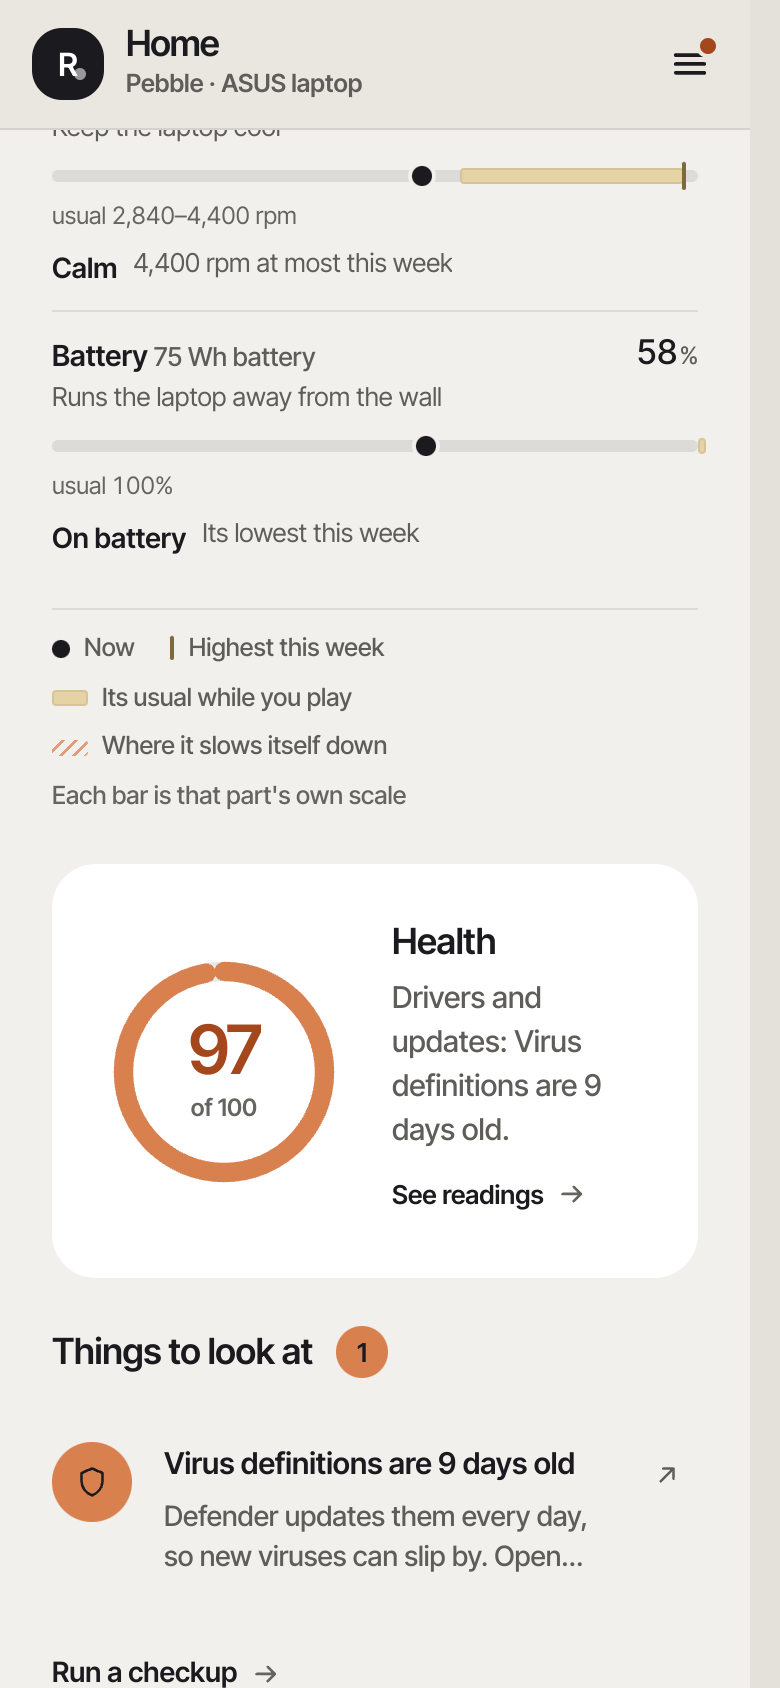 R
Home
Pebble · ASUS laptop
Keep the laptop cool
usual 2,840–4,400 rpm
Calm 4,400 rpm at most this week
Battery 75 Wh battery 58%
Runs the laptop away from the wall
usual 100%
On battery Its lowest this week
Now Highest this week
Its usual while you play
Where it slows itself down
Each bar is that part's own scale
Health
Drivers and
updates: Virus
definitions are 9
days old.
97
of 100
See readings →
Things to look at 1
Virus definitions are 9 days old
Defender updates them every day,
so new viruses can slip by. Open...
Run a checkup →